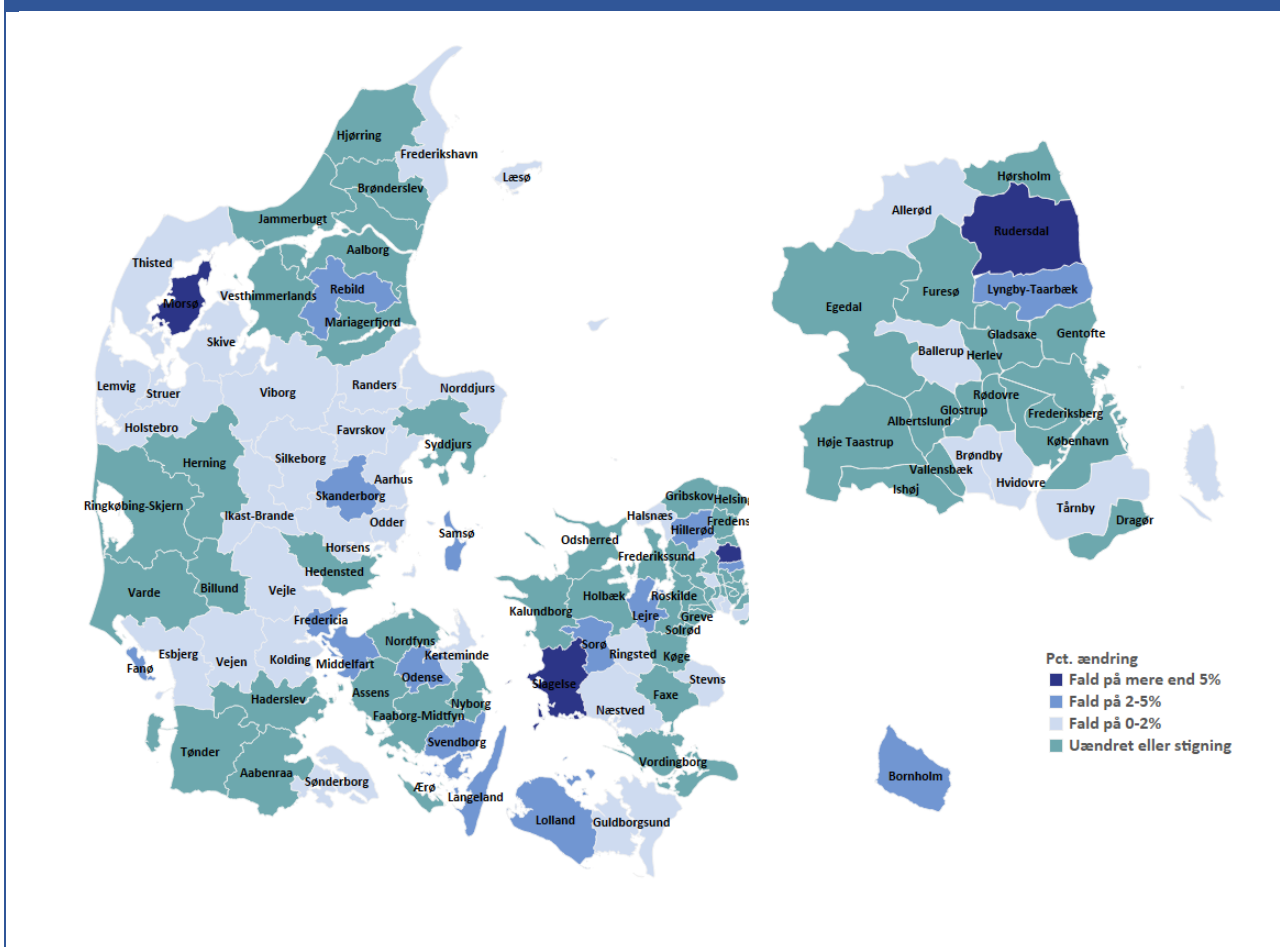 Hjørring
Frederikshavn
Læsø
Brønderslev
Jammerbugt
Aalborg
Thisted
Rebild
Vesthimmerlands
Morsø
Mariagerfjord
Skive
Lemvig
Struer
Viborg
Randers
Norddjurs
Holstebro
Favrskov
Syddjurs
Herning
Silkeborg
Aarhus
Skanderborg
Ringkøbing-Skjern
Ikast-Brande
Odder
Samsø
Horsens
Hedensted
Varde
Billund
Vejle
Fredericia
Esbjerg
Vejen
Kolding
Middelfart
Nordfyns
Kerteminde
Fanø
Odense
Haderslev
Assens
Nyborg
Faaborg-Midtfyn
Svendborg
Tønder
Aabenraa
Sønderborg
Ærø
Langeland
Gribskov
Helsin
Halsnæs
Fredens
Hillerød
Odsherred
Frederikssund
Holbæk
Roskilde
Kalundborg
Lejre
Greve
Solrød
Sorø
Ringsted
Køge
Slagelse
Stevns
Faxe
Næstved
Vordingborg
Lolland
Guldborgsund
Hørsholm
Allerød
Rudersdal
Furesø
Lyngby-Taarbæk
Egedal
Gladsaxe
Gentofte
Ballerup
Herlev
Rødovre
Glostrup
Frederiksberg
Albertslund
Høje Taastrup
København
Brøndby
Vallensbæk
Hvidovre
Ishøj
Tårnby
Dragør
Bornholm
Pct. ændring
Fald på mere end 5%
Fald på 2-5%
Fald på 0-2%
Uændret eller stigning